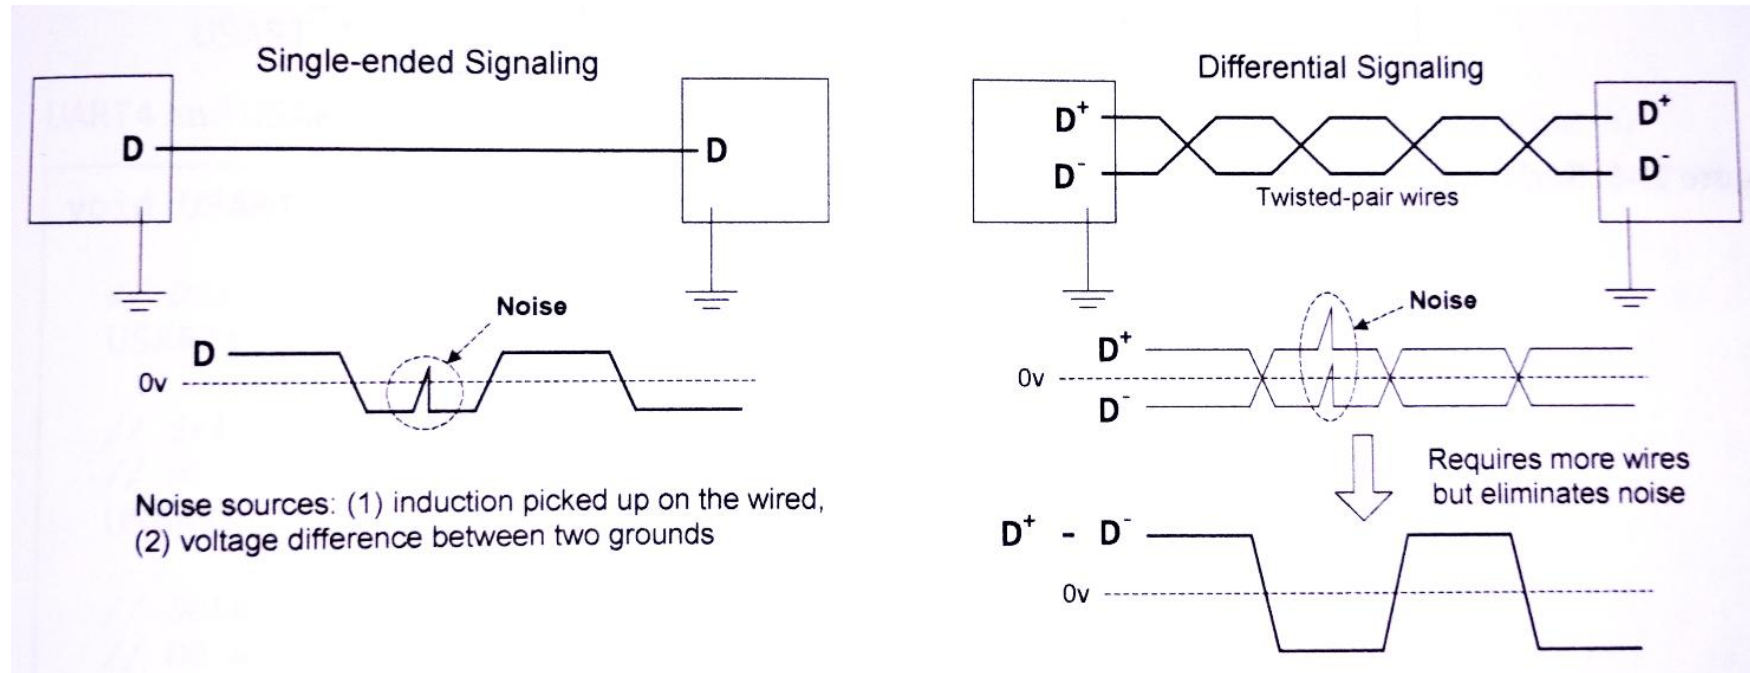 Single-ended Signaling
D
D
Noise
D
0v
Noise sources: (1) induction picked up on the wired,
(2) voltage difference between two grounds
Differential Signaling
D⁺
D⁻
D⁺
D⁻
Twisted-pair wires
Noise
D⁺
0v
D⁻
Requires more wires
but eliminates noise
D⁺ - D⁻
0v